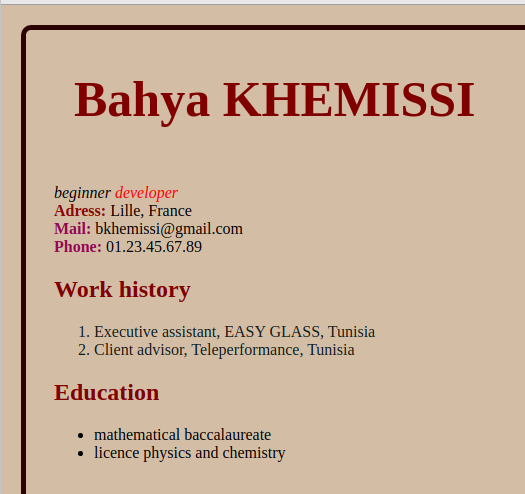 Bahya KHEMISSI
beginner developer
Adress: Lille, France
Mail: bkhemissi@gmail.com
Phone: 01.23.45.67.89
Work history
1. Executive assistant, EASY GLASS, Tunisia
2. Client advisor, Teleperformance, Tunisia
Education
• mathematical baccalaureate
• licence physics and chemistry